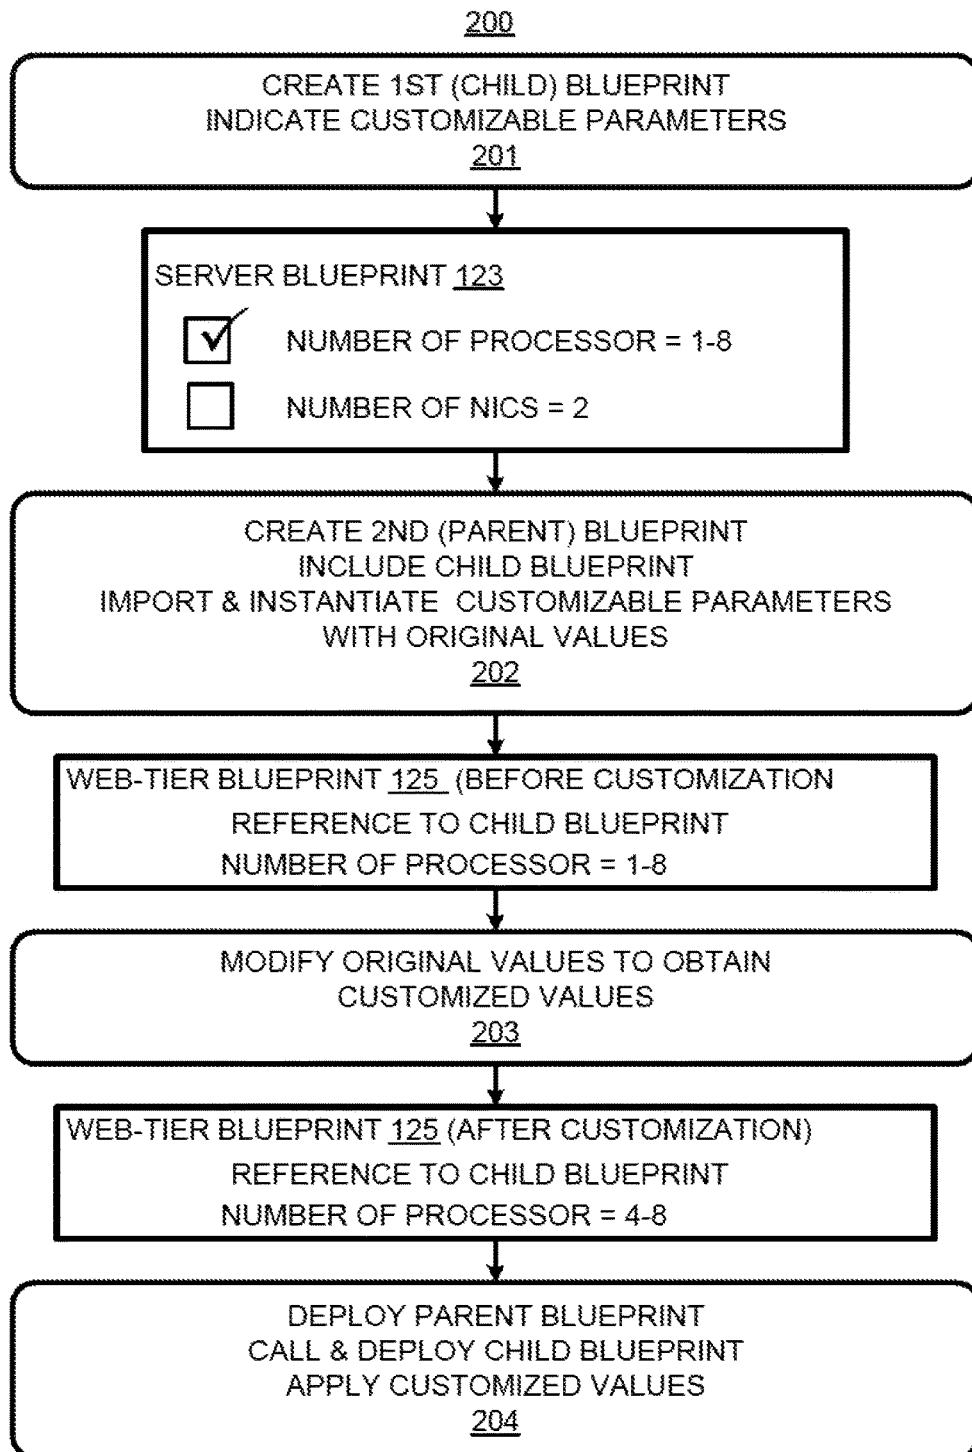 200
CREATE 1ST (CHILD) BLUEPRINT
INDICATE CUSTOMIZABLE PARAMETERS
201
SERVER BLUEPRINT 123
NUMBER OF PROCESSOR = 1-8
NUMBER OF NICS = 2
CREATE 2ND (PARENT) BLUEPRINT
INCLUDE CHILD BLUEPRINT
IMPORT & INSTANTIATE CUSTOMIZABLE PARAMETERS
WITH ORIGINAL VALUES
202
WEB-TIER BLUEPRINT 125 (BEFORE CUSTOMIZATION
REFERENCE TO CHILD BLUEPRINT
NUMBER OF PROCESSOR = 1-8
MODIFY ORIGINAL VALUES TO OBTAIN
CUSTOMIZED VALUES
203
WEB-TIER BLUEPRINT 125 (AFTER CUSTOMIZATION)
REFERENCE TO CHILD BLUEPRINT
NUMBER OF PROCESSOR = 4-8
DEPLOY PARENT BLUEPRINT
CALL & DEPLOY CHILD BLUEPRINT
APPLY CUSTOMIZED VALUES
204